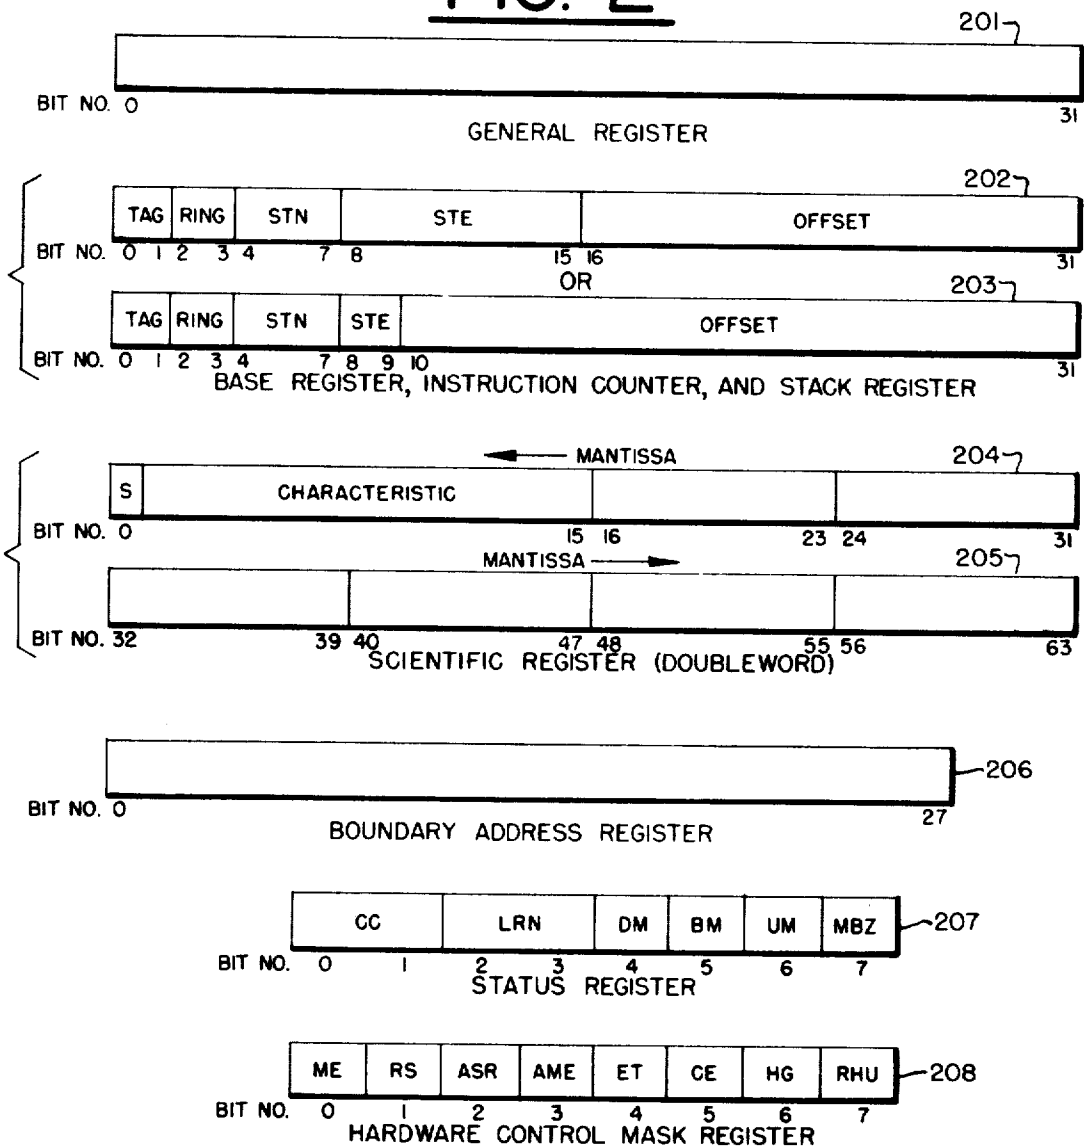 FIG. 2
201
BIT NO. 0 31
GENERAL REGISTER
202
TAG RING STN STE OFFSET
BIT NO. 0 1 2 3 4 7 8 15 16 31
OR
203
TAG RING STN STE OFFSET
BIT NO. 0 1 2 3 4 7 8 9 10 31
BASE REGISTER, INSTRUCTION COUNTER, AND STACK REGISTER
MANTISSA 204
S CHARACTERISTIC
BIT NO. 0 15 16 23 24 31
MANTISSA 205
BIT NO. 32 39 40 47 48 55 56 63
SCIENTIFIC REGISTER (DOUBLEWORD)
206
BIT NO. 0 27
BOUNDARY ADDRESS REGISTER
CC LRN DM BM UM MBZ 207
BIT NO. 0 1 2 3 4 5 6 7
STATUS REGISTER
ME RS ASR AME ET CE HG RHU 208
BIT NO. 0 1 2 3 4 5 6 7
HARDWARE CONTROL MASK REGISTER